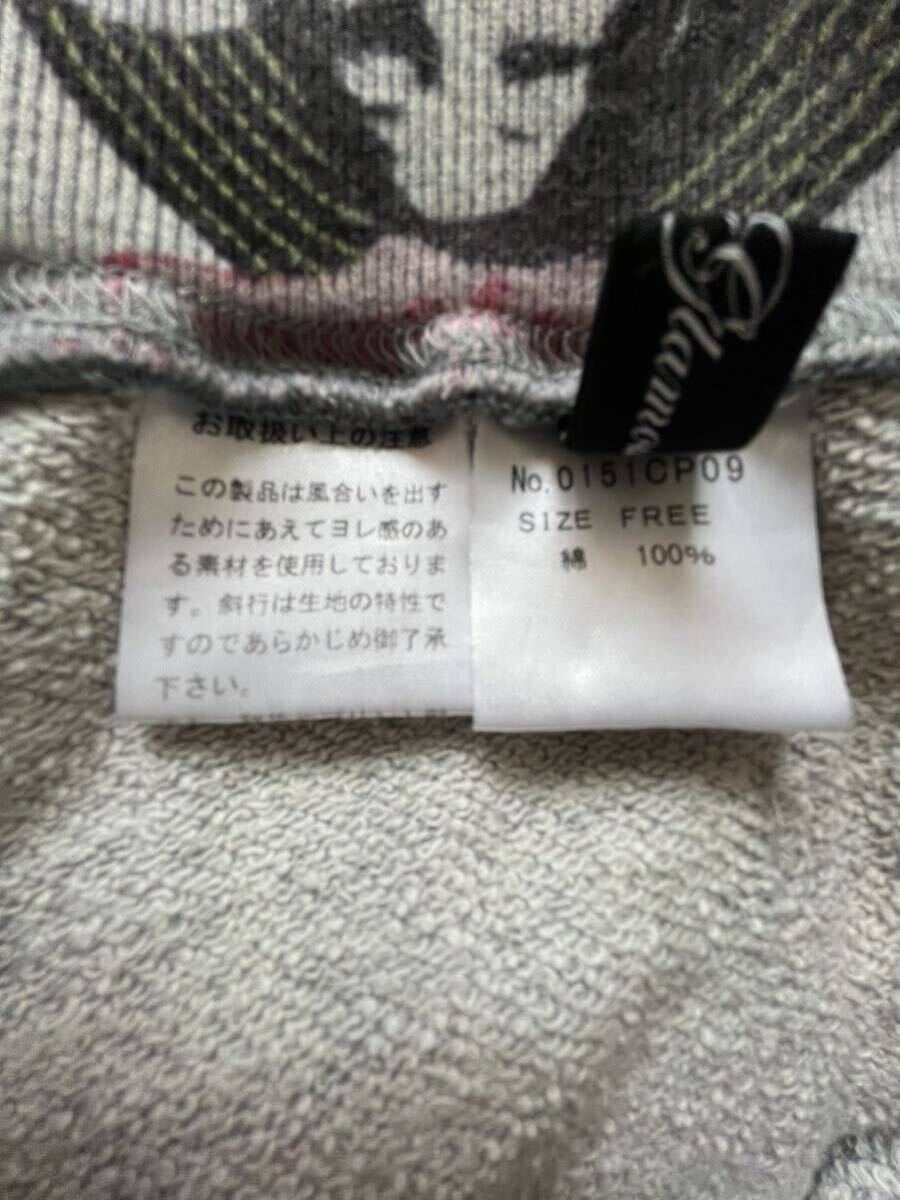 Glamo
お取扱い上の注意
この製品は風合いを出す
ためにあえてヨレ感のあ
る素材を使用しておりま
す。斜行は生地の特性で
すのであらかじめ御了承
下さい。
No.0151CP09
SIZE FREE
綿 100%